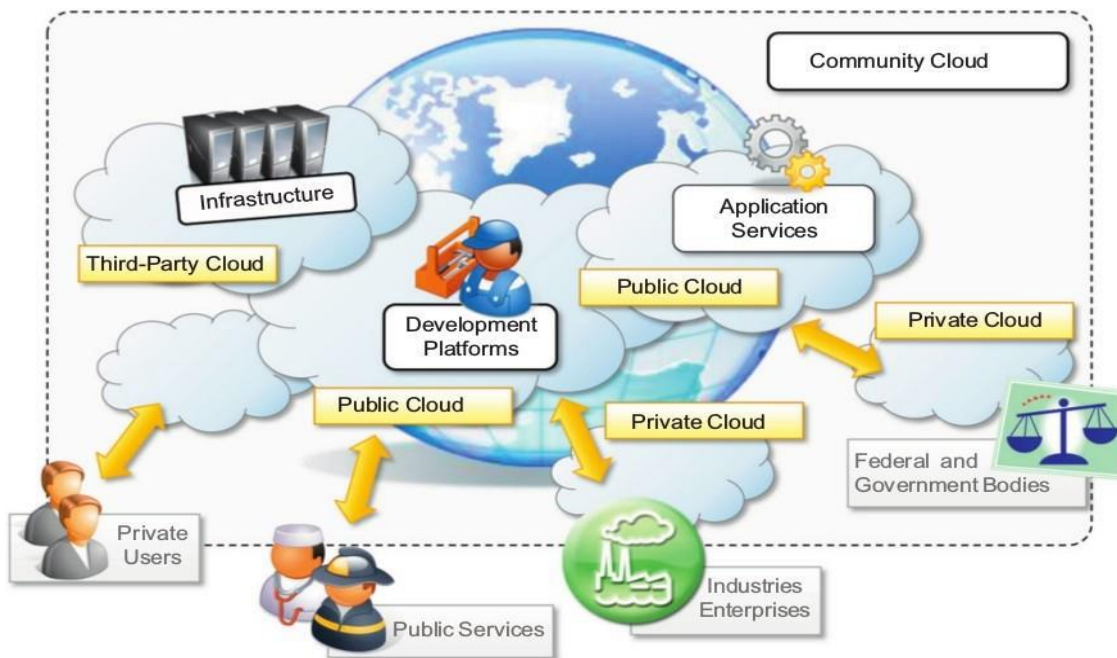 Community Cloud
Infrastructure
Application
Services
Third-Party Cloud
Public Cloud
Development
Platforms
Private Cloud
Public Cloud
Private Cloud
Federal and
Government Bodies
Private
Users
Industries
Enterprises
Public Services